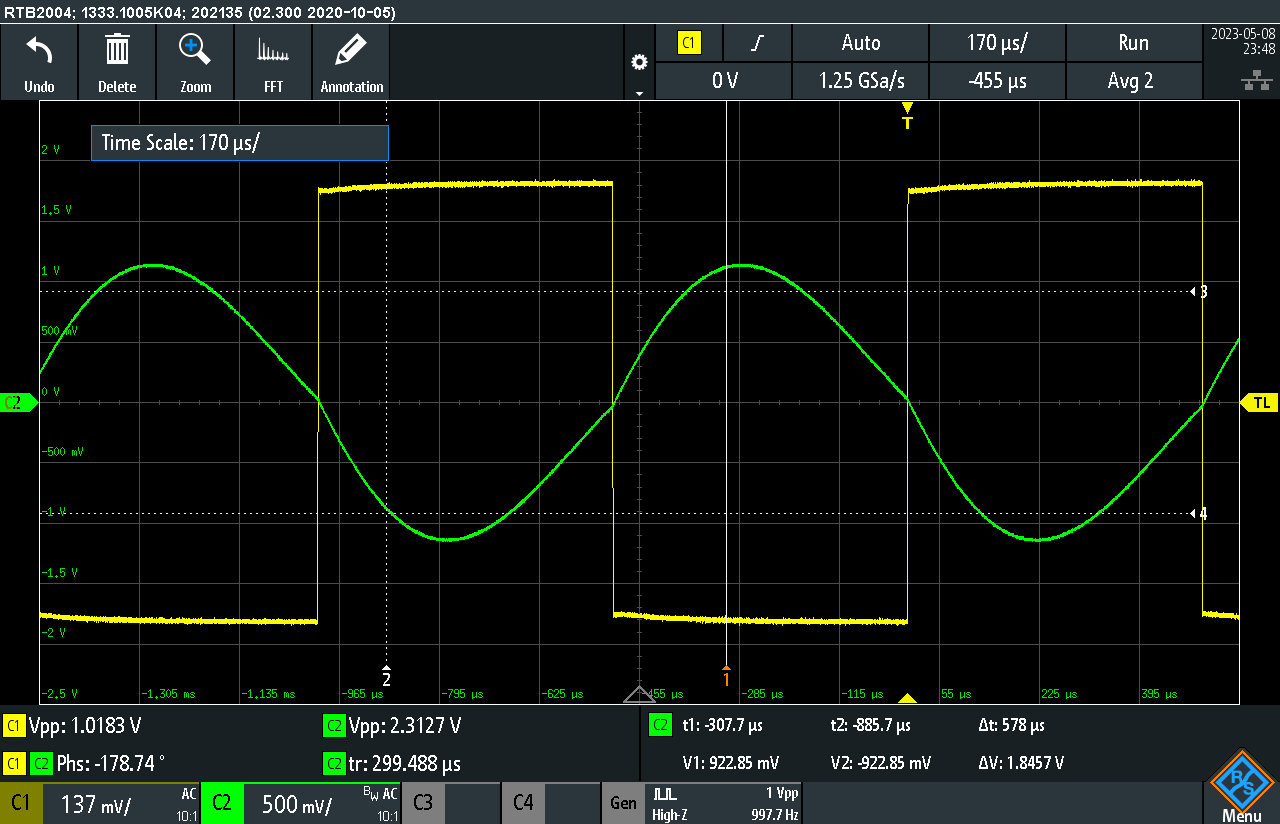 RTB2004; 1333.1005K04; 202135 (02.300 2020-10-05)
Undo Delete Zoom FFT Annotation
C1 Auto 170 µs/ Run
0 V 1.25 GSa/s -455 µs Avg 2
2023-05-08
23:48
T
Time Scale: 170 µs/
2 V
1.5 V
1 V
3
500 mV
0 V
C2
TL
-500 mV
-1 V
4
-1.5 V
-2 V
2
1
-2.5 V -1.305 ms -1.135 ms -965 µs -795 µs -625 µs -455 µs -285 µs -115 µs 55 µs 225 µs 395 µs
C1 Vpp: 1.0183 V C2 Vpp: 2.3127 V C2 t1: -307.7 µs t2: -885.7 µs Δt: 578 µs
C1 C2 Phs: -178.74 ° C2 tr: 299.488 µs V1: 922.85 mV V2: -922.85 mV ΔV: 1.8457 V
C1 137 mV/ AC 10:1 C2 500 mV/ BW AC 10:1 C3 C4 Gen High-Z 1 Vpp 997.7 Hz
R S
Menu